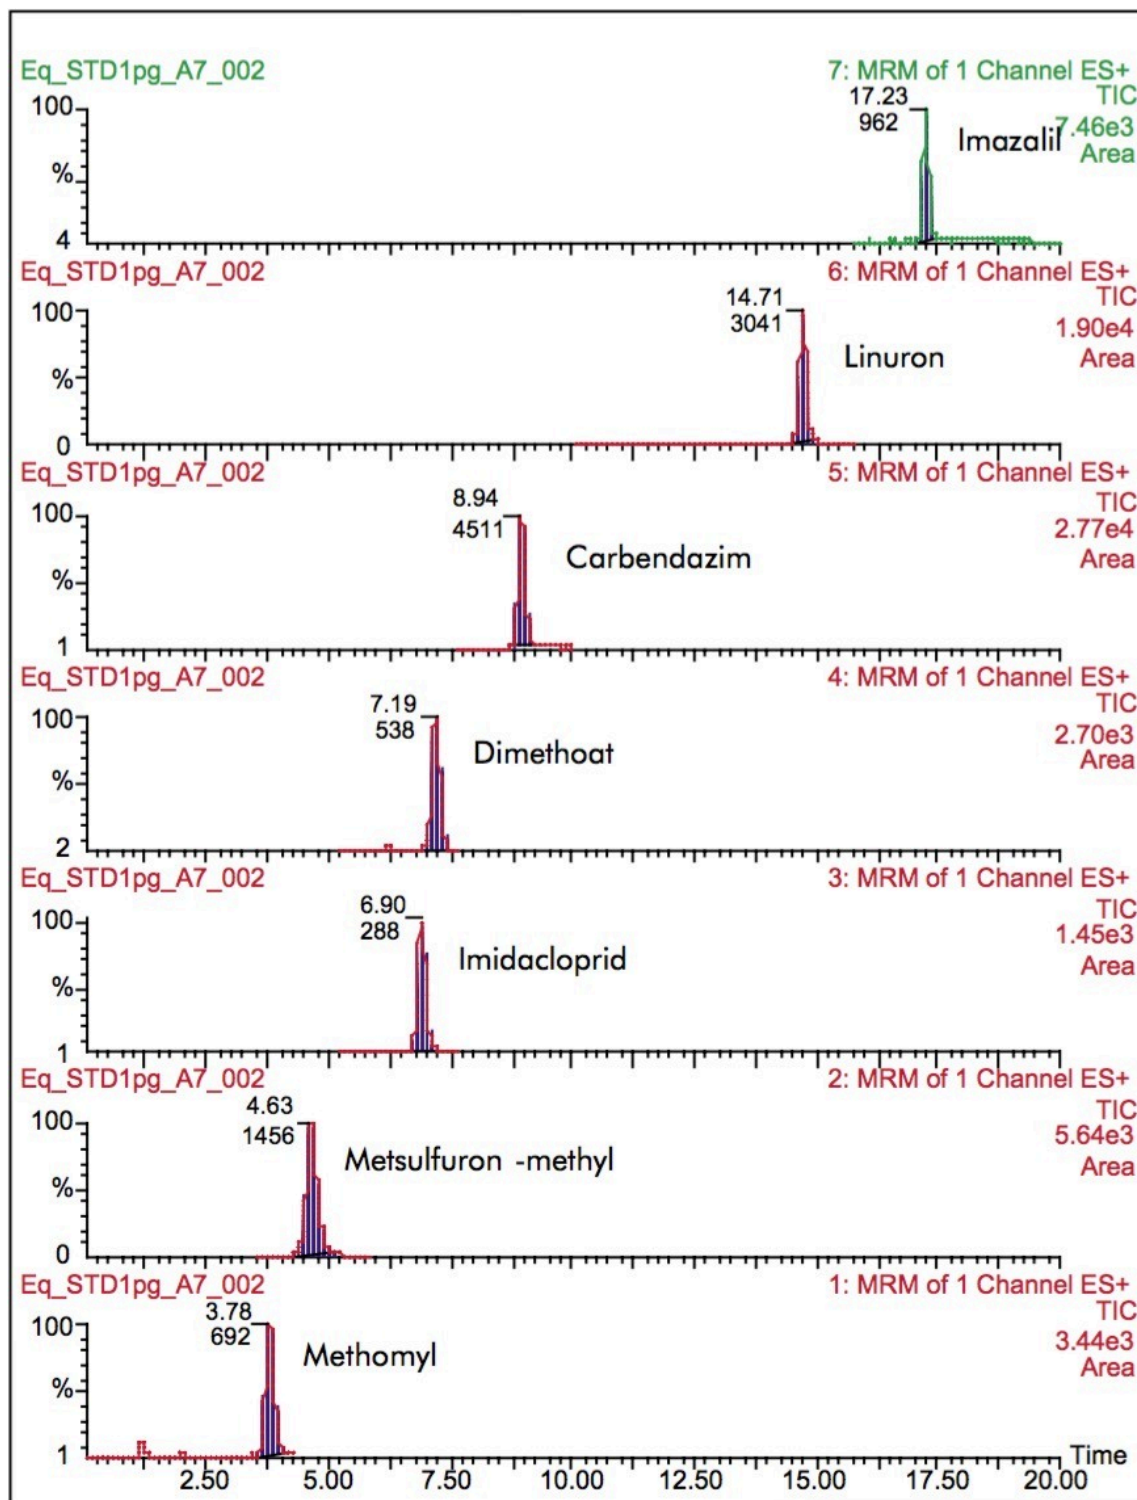 Eq_STD1pg_A7_002
7: MRM of 1 Channel ES+
TIC
7.46e3
Area
100
17.23
962
Imazalil
%
4
Eq_STD1pg_A7_002
6: MRM of 1 Channel ES+
TIC
1.90e4
Area
100
14.71
3041
Linuron
%
0
Eq_STD1pg_A7_002
5: MRM of 1 Channel ES+
TIC
2.77e4
Area
100
8.94
4511
Carbendazim
%
1
Eq_STD1pg_A7_002
4: MRM of 1 Channel ES+
TIC
2.70e3
Area
100
7.19
538
Dimethoat
%
2
Eq_STD1pg_A7_002
3: MRM of 1 Channel ES+
TIC
1.45e3
Area
100
6.90
288
Imidacloprid
%
1
Eq_STD1pg_A7_002
2: MRM of 1 Channel ES+
TIC
5.64e3
Area
100
4.63
1456
Metsulfuron -methyl
%
0
Eq_STD1pg_A7_002
1: MRM of 1 Channel ES+
TIC
3.44e3
Area
100
3.78
692
Methomyl
%
1
Time
2.50 5.00 7.50 10.00 12.50 15.00 17.50 20.00